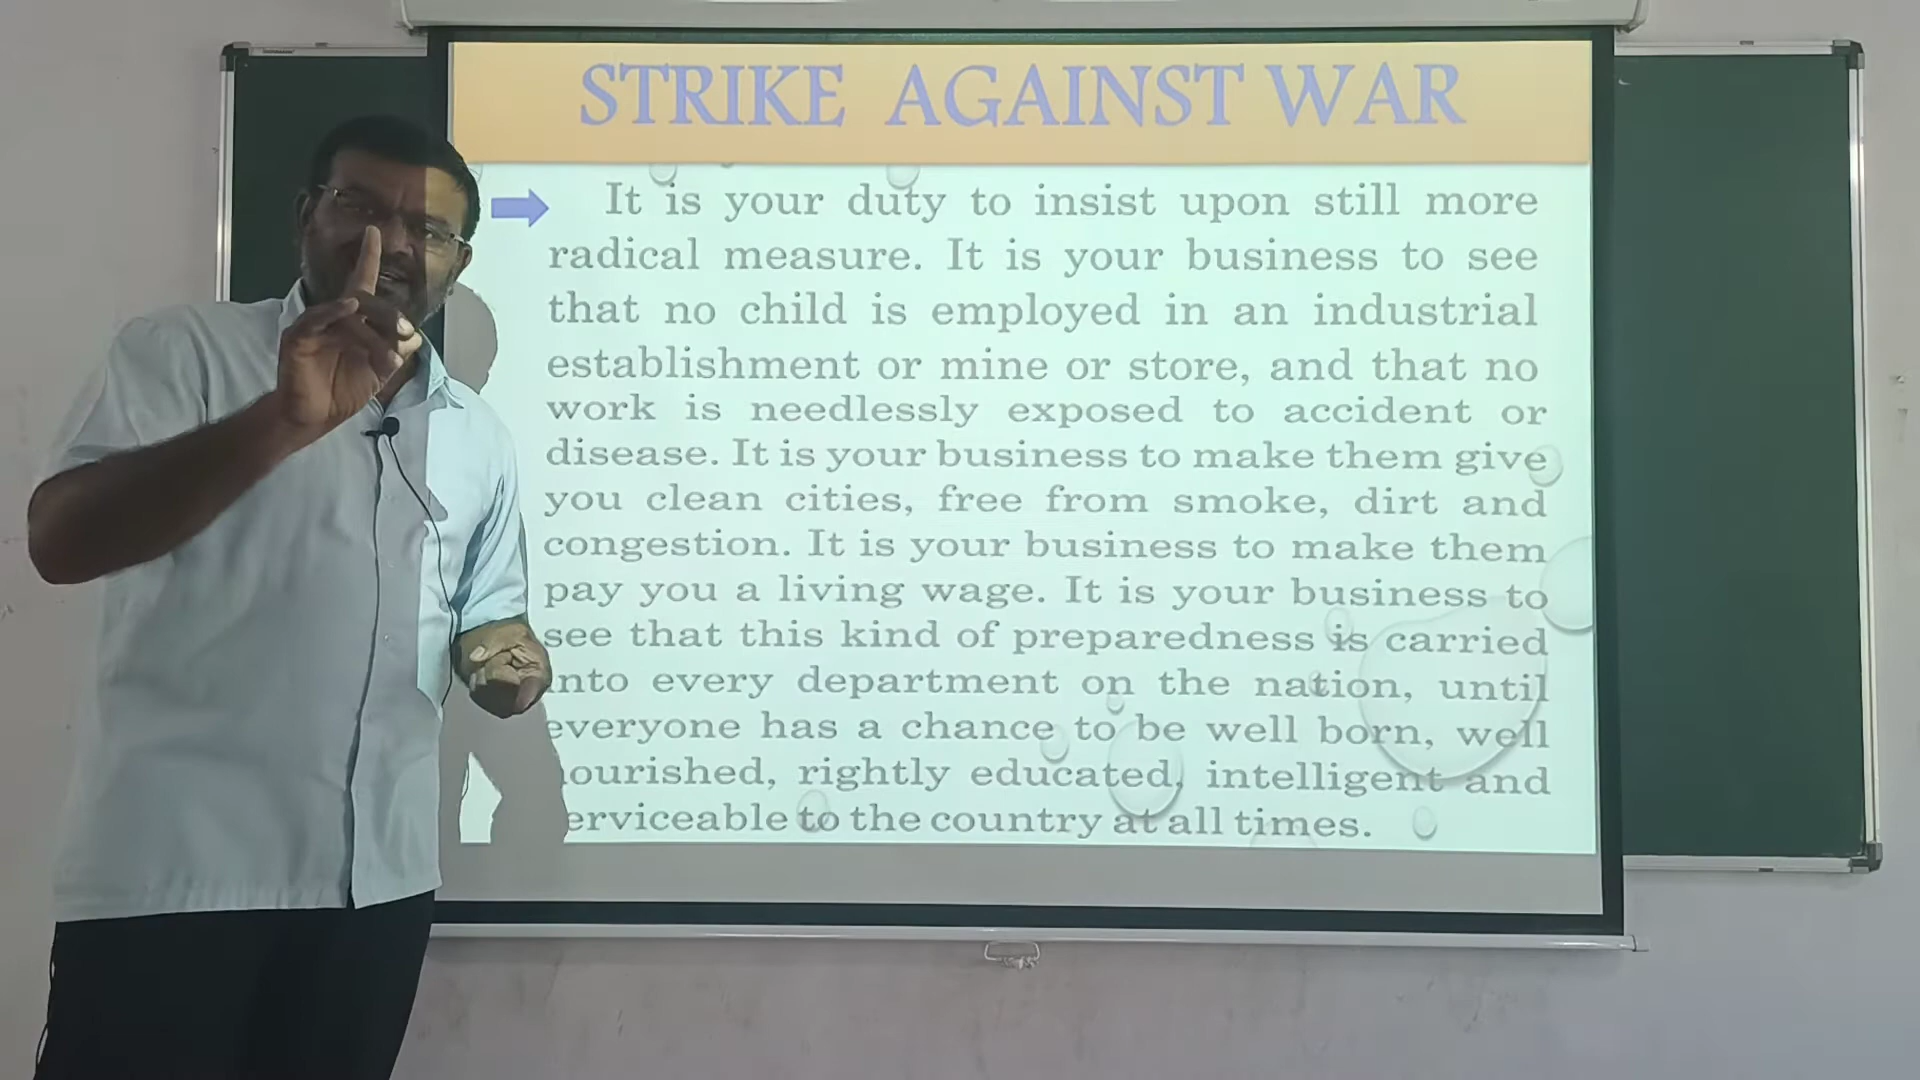 STRIKE AGAINST WAR
It is your duty to insist upon still more
radical measure. It is your business to see
that no child is employed in an industrial
establishment or mine or store, and that no
work is needlessly exposed to accident or
disease. It is your business to make them give
you clean cities, free from smoke, dirt and
congestion. It is your business to make them
pay you a living wage. It is your business to
see that this kind of preparedness is carried
into every department on the nation, until
everyone has a chance to be well born, well
nourished, rightly educated, intelligent and
serviceable to the country at all times.